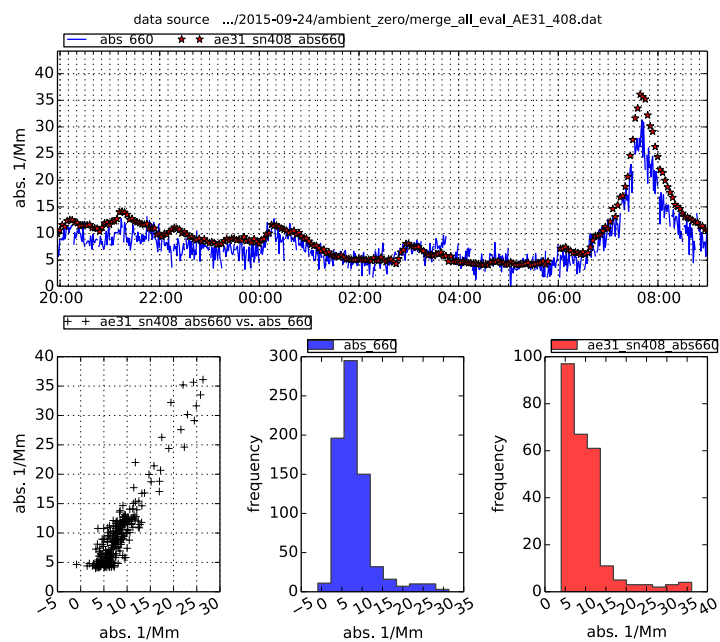 data source .../2015-09-24/ambient_zero/merge_all_eval_AE31_408.dat
abs_660 ae31_sn408_abs660
abs. 1/Mm
40
35
30
25
20
15
10
5
0
20:00 22:00 00:00 02:00 04:00 06:00 08:00
+ + ae31_sn408_abs660 vs. abs_660
abs. 1/Mm
40
35
30
25
20
15
10
5
0
−5 0 5 10 15 20 25 30
abs. 1/Mm
abs_660
frequency
300
250
200
150
100
50
0
−5 5 15 25 35
abs. 1/Mm
ae31_sn408_abs660
frequency
100
80
60
40
20
0
0 5 10 15 20 25 30 35 40
abs. 1/Mm